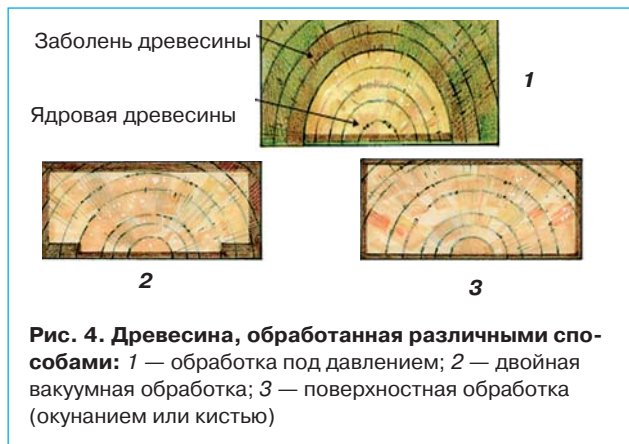 Заболень древесины
1
Ядровая древесины
2
3
Рис. 4. Древесина, обработанная различными спо-
собами: 1 — обработка под давлением; 2 — двойная
вакуумная обработка; 3 — поверхностная обработка
(окунанием или кистью)